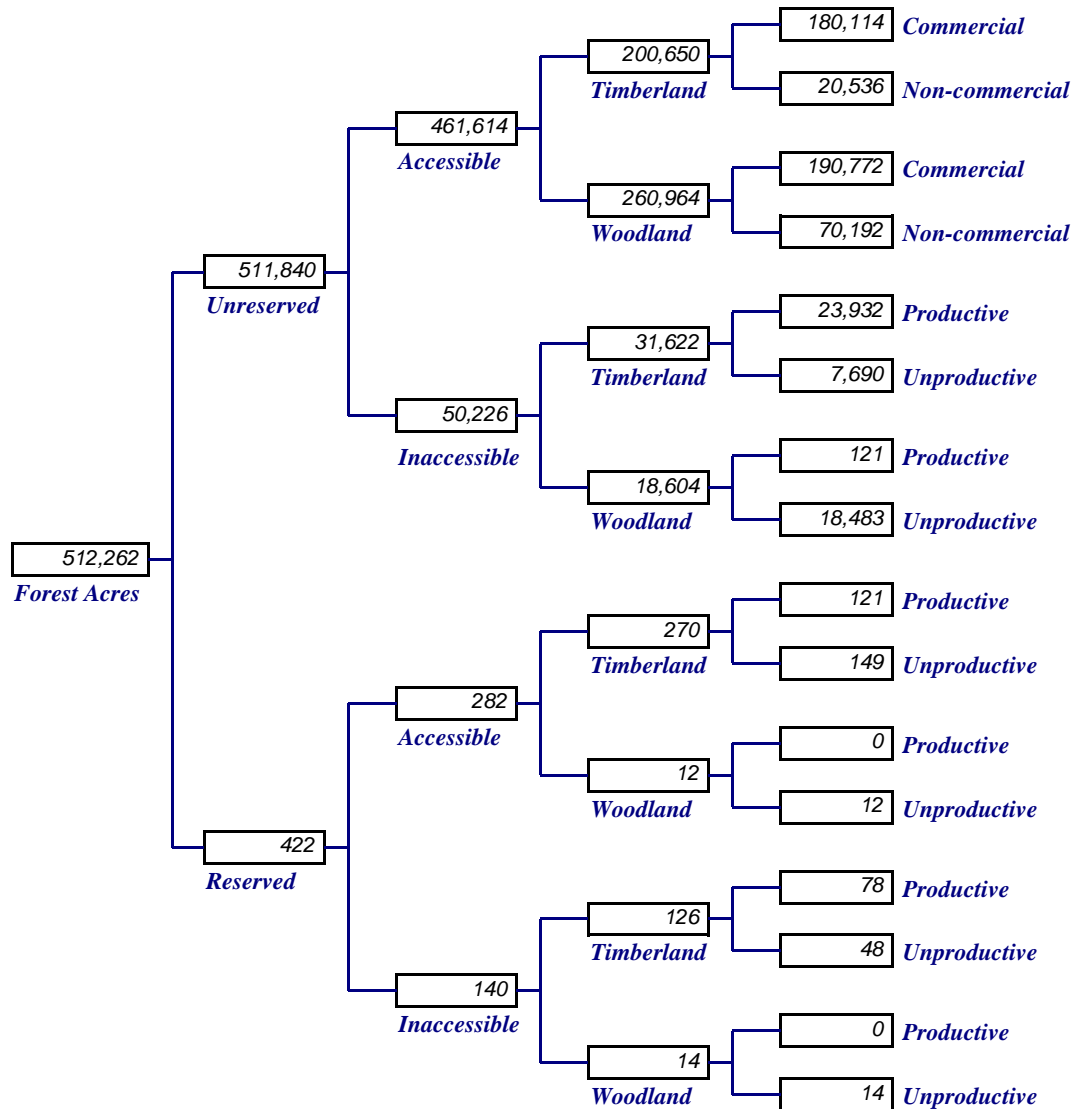 180,114 Commercial
200,650
Timberland
20,536 Non-commercial
461,614
Accessible
190,772 Commercial
260,964
Woodland
70,192 Non-commercial
511,840
Unreserved
23,932 Productive
31,622
Timberland
7,690 Unproductive
50,226
Inaccessible
121 Productive
18,604
Woodland
18,483 Unproductive
512,262
Forest Acres
121 Productive
270
Timberland
149 Unproductive
282
Accessible
0 Productive
12
Woodland
12 Unproductive
422
Reserved
78 Productive
126
Timberland
48 Unproductive
140
Inaccessible
0 Productive
14
Woodland
14 Unproductive